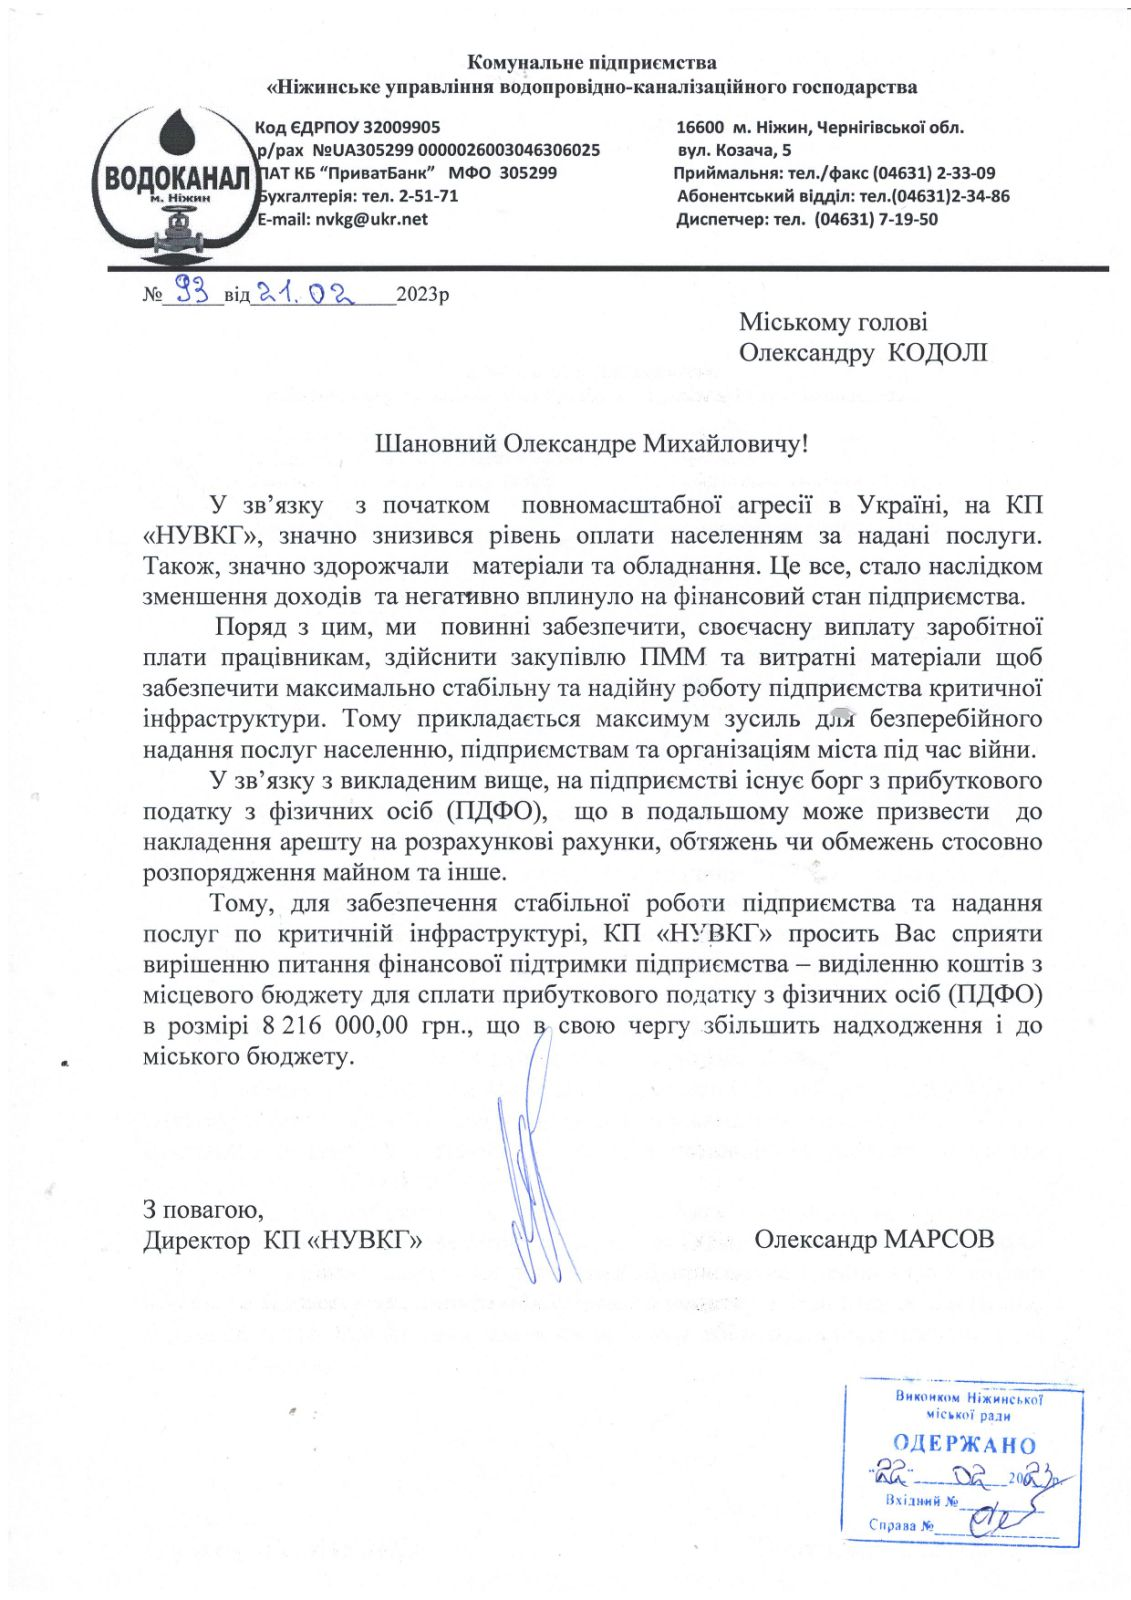 Комунальне підприємства
«Ніжинське управління водопровідно-каналізаційного господарства
ВОДОКАНАЛ
м. Ніжин
Код ЄДРПОУ 32009905
р/рах №UA305299 0000026003046306025
ПАТ КБ “ПриватБанк” МФО 305299
Бухгалтерія: тел. 2-51-71
E-mail: nvkg@ukr.net
16600 м. Ніжин, Чернігівської обл.
вул. Козача, 5
Приймальня: тел./факс (04631) 2-33-09
Абонентський відділ: тел.(04631)2-34-86
Диспетчер: тел. (04631) 7-19-50
№ 93 від 21.02 2023р
Міському голові
Олександру КОДОЛІ
Шановний Олександре Михайловичу!
У зв’язку з початком повномасштабної агресії в Україні, на КП
«НУВКГ», значно знизився рівень оплати населенням за надані послуги.
Також, значно здорожчали матеріали та обладнання. Це все, стало наслідком
зменшення доходів та негативно вплинуло на фінансовий стан підприємства.
Поряд з цим, ми повинні забезпечити, своєчасну виплату заробітної
плати працівникам, здійснити закупівлю ПММ та витратні матеріали щоб
забезпечити максимально стабільну та надійну роботу підприємства критичної
інфраструктури. Тому прикладається максимум зусиль для безперебійного
надання послуг населенню, підприємствам та організаціям міста під час війни.
У зв’язку з викладеним вище, на підприємстві існує борг з прибуткового
податку з фізичних осіб (ПДФО), що в подальшому може призвести до
накладення арешту на розрахункові рахунки, обтяжень чи обмежень стосовно
розпорядження майном та інше.
Тому, для забезпечення стабільної роботи підприємства та надання
послуг по критичній інфраструктурі, КП «НУВКГ» просить Вас сприяти
вирішенню питання фінансової підтримки підприємства – виділенню коштів з
місцевого бюджету для сплати прибуткового податку з фізичних осіб (ПДФО)
в розмірі 8 216 000,00 грн., що в свою чергу збільшить надходження і до
міського бюджету.
З повагою,
Директор КП «НУВКГ» Олександр МАРСОВ
Виконком Ніжинської
міської ради
ОДЕРЖАНО
"22" 02 2023р.
Вхідний №
Справа №